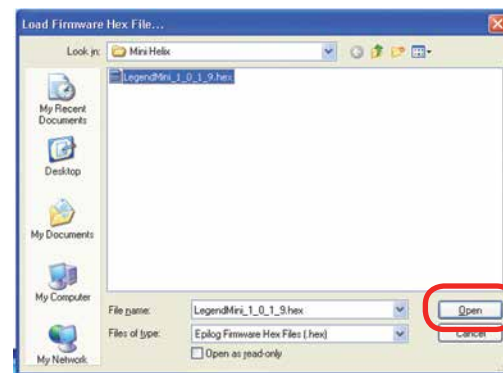 Load Firmware Hex File...
Look in: Mini Helix
LegendMini_1_0_1_9.hex
My Recent
Documents
Desktop
My Documents
My Computer
My Network
File name: LegendMini_1_0_1_9.hex Open
Files of type: Epilog Firmware Hex Files (.hex) Cancel
Open as read-only